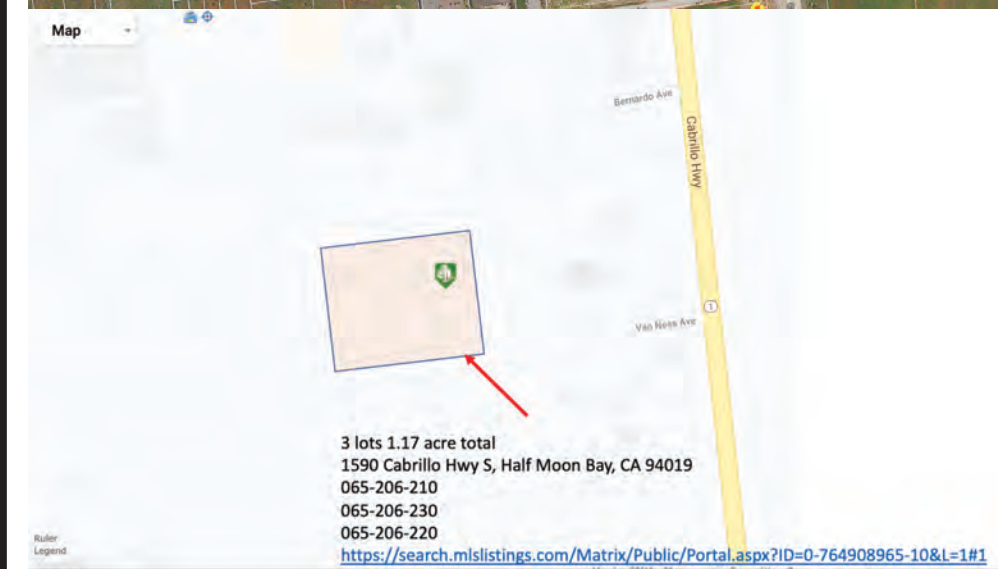 Map
Bernardo Ave
Cabrillo Hwy
1
Van Ness Ave
3 lots 1.17 acre total
1590 Cabrillo Hwy S, Half Moon Bay, CA 94019
065-206-210
065-206-230
065-206-220
Ruler
Legend
https://search.mlslistings.com/Matrix/Public/Portal.aspx?ID=0-764908965-10&L=1#1